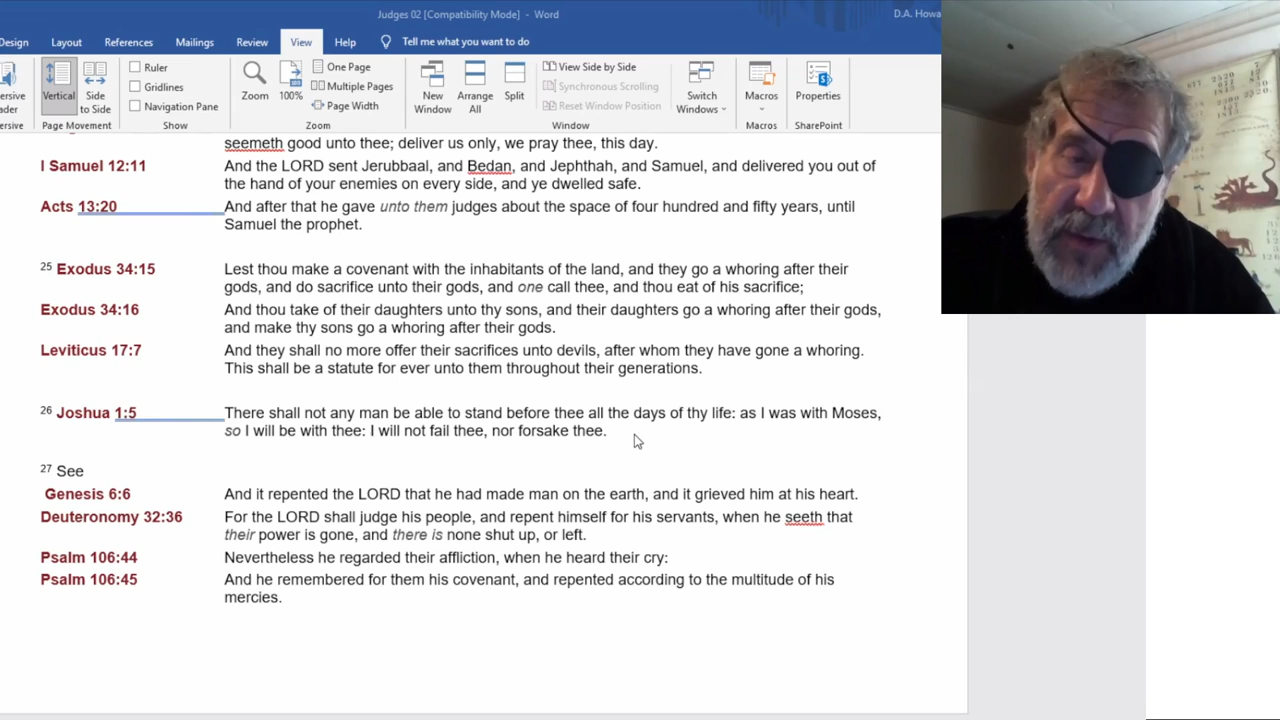 Judges 02 [Compatibility Mode] - Word
D.A. Howa
Design Layout References Mailings Review View Help Tell me what you want to do
Ruler
Gridlines
Navigation Pane
Vertical
Side
to Side
Page Movement
Show
Zoom
100%
One Page
Multiple Pages
Page Width
Zoom
New
Window
Arrange
All
Split
View Side by Side
Synchronous Scrolling
Reset Window Position
Window
Switch
Windows
Macros
Macros
Properties
SharePoint
seemeth good unto thee; deliver us only, we pray thee, this day.
I Samuel 12:11 And the LORD sent Jerubbaal, and Bedan, and Jephthah, and Samuel, and delivered you out of
the hand of your enemies on every side, and ye dwelled safe.
Acts 13:20 And after that he gave unto them judges about the space of four hundred and fifty years, until
Samuel the prophet.
25 Exodus 34:15 Lest thou make a covenant with the inhabitants of the land, and they go a whoring after their
gods, and do sacrifice unto their gods, and one call thee, and thou eat of his sacrifice;
Exodus 34:16 And thou take of their daughters unto thy sons, and their daughters go a whoring after their gods,
and make thy sons go a whoring after their gods.
Leviticus 17:7 And they shall no more offer their sacrifices unto devils, after whom they have gone a whoring.
This shall be a statute for ever unto them throughout their generations.
26 Joshua 1:5 There shall not any man be able to stand before thee all the days of thy life: as I was with Moses,
so I will be with thee: I will not fail thee, nor forsake thee.
27 See
Genesis 6:6 And it repented the LORD that he had made man on the earth, and it grieved him at his heart.
Deuteronomy 32:36 For the LORD shall judge his people, and repent himself for his servants, when he seeth that
their power is gone, and there is none shut up, or left.
Psalm 106:44 Nevertheless he regarded their affliction, when he heard their cry:
Psalm 106:45 And he remembered for them his covenant, and repented according to the multitude of his
mercies.